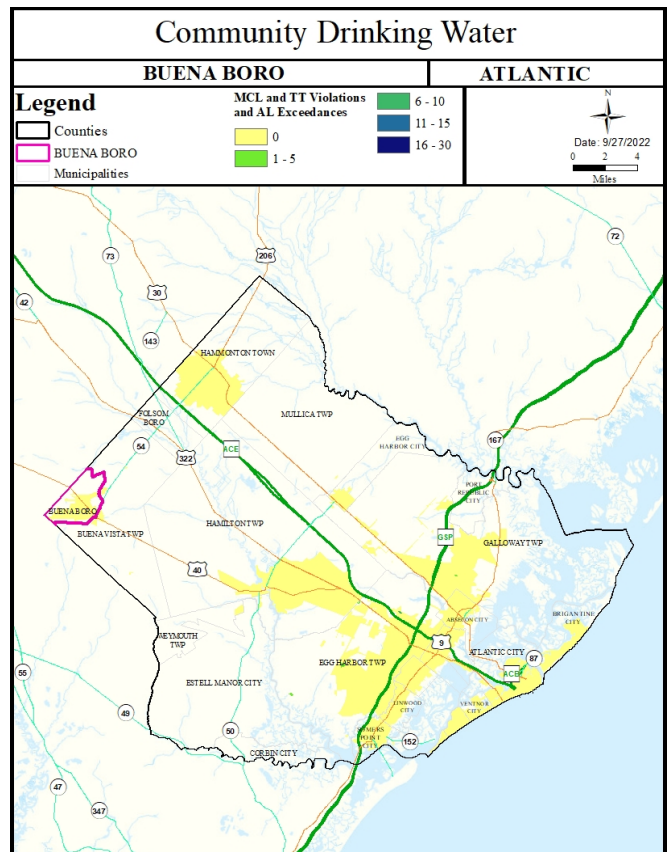 Community Drinking Water
BUENA BORO
ATLANTIC
Legend
Counties
BUENA BORO
Municipalities
MCL and TT Violations
and AL Exceedances
0
1 - 5
6 - 10
11 - 15
16 - 30
N
Date: 9/27/2022
0 2 4
Miles
72
73
206
30
42
143
HAMMONTON TOWN
MULLICA TWP
FOLSOM
BORO
EGG
HARBOR CITY
167
54
322
ACE
PORT
REPUBLIC
CITY
BUENA BORO
BUENA VISTA TWP
HAMILTON TWP
GSP
GALLOWAY TWP
40
BRIGANTINE
CITY
ABSECON CITY
WEYMOUTH
TWP
9
ATLANTIC CITY
87
EGG HARBOR TWP
ACE
55
ESTELL MANOR CITY
LINWOOD
CITY
VENTNOR
CITY
49
50
SOMERS
POINT
CITY
152
CORBIN CITY
47
347